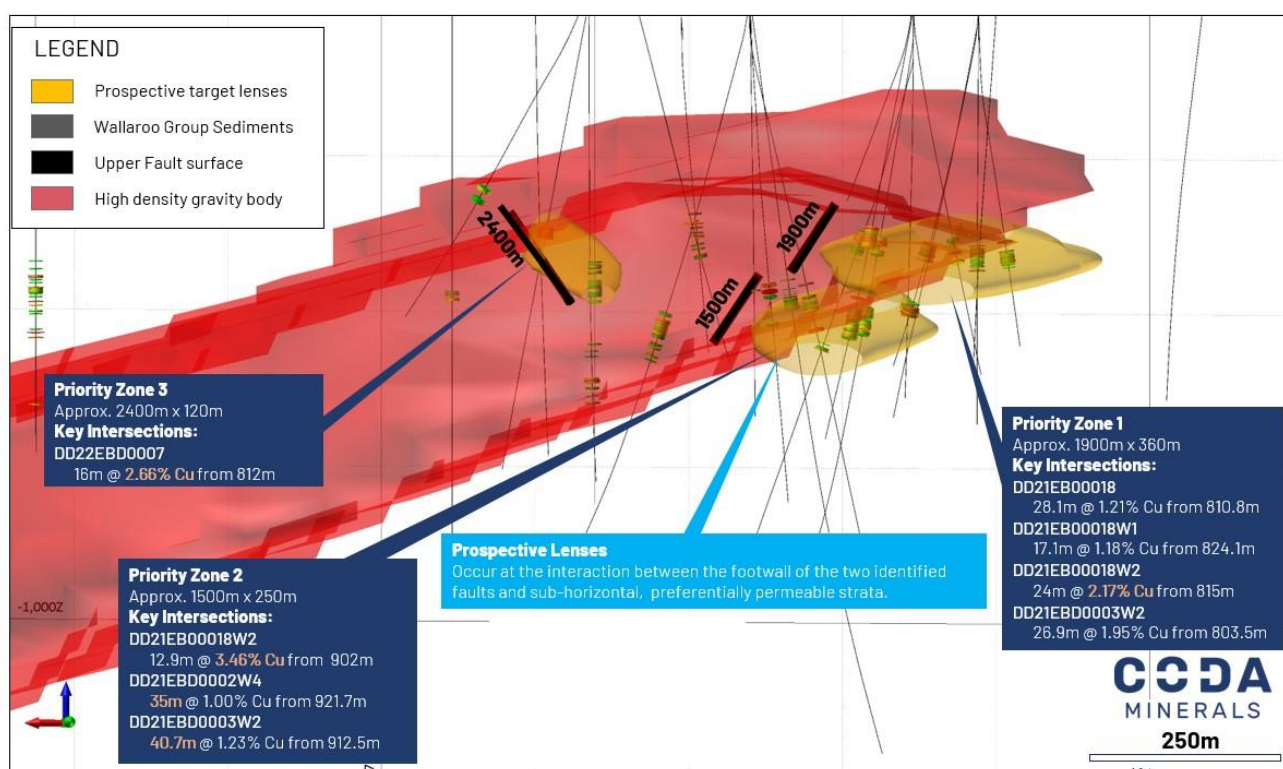 LEGEND
Prospective target lenses
Wallaroo Group Sediments
Upper Fault surface
High density gravity body
2400m
1900m
1500m
Priority Zone 3
Approx. 2400m x 120m
Key Intersections:
DD22EBD0007
16m @ 2.66% Cu from 812m
Priority Zone 1
Approx. 1900m x 360m
Key Intersections:
DD21EB00018
28.1m @ 1.21% Cu from 810.8m
DD21EB00018W1
17.1m @ 1.18% Cu from 824.1m
DD21EB00018W2
24m @ 2.17% Cu from 815m
DD21EBD0003W2
26.9m @ 1.95% Cu from 803.5m
Prospective Lenses
Occur at the interaction between the footwall of the two identified
faults and sub-horizontal, preferentially permeable strata.
Priority Zone 2
Approx. 1500m x 250m
Key Intersections:
DD21EB00018W2
12.9m @ 3.46% Cu from 902m
DD21EBD0002W4
35m @ 1.00% Cu from 921.7m
DD21EBD0003W2
40.7m @ 1.23% Cu from 912.5m
-1,000Z
CODA
MINERALS
250m